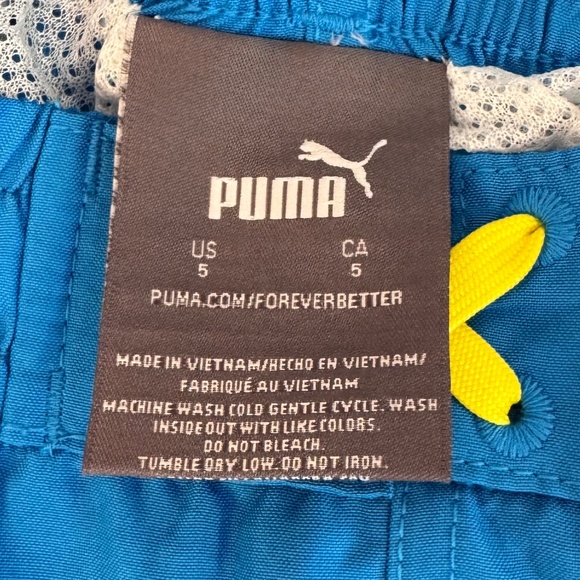 PUMA
US CA
5 5
PUMA.COM/FOREVERBETTER
MADE IN VIETNAM/HECHO EN VIETNAM/
FABRIQUÉ AU VIETNAM
MACHINE WASH COLD GENTLE CYCLE. WASH
INSIDE OUT WITH LIKE COLORS.
DO NOT BLEACH.
TUMBLE DRY LOW. DO NOT IRON.